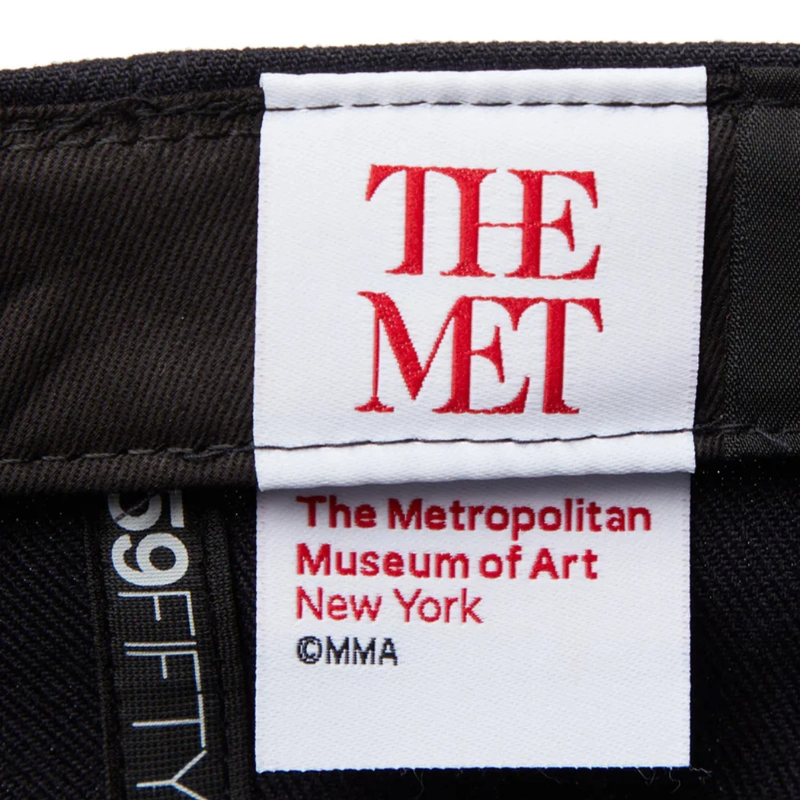 THE
MET
The Metropolitan
Museum of Art
New York
©MMA
59FIFTY